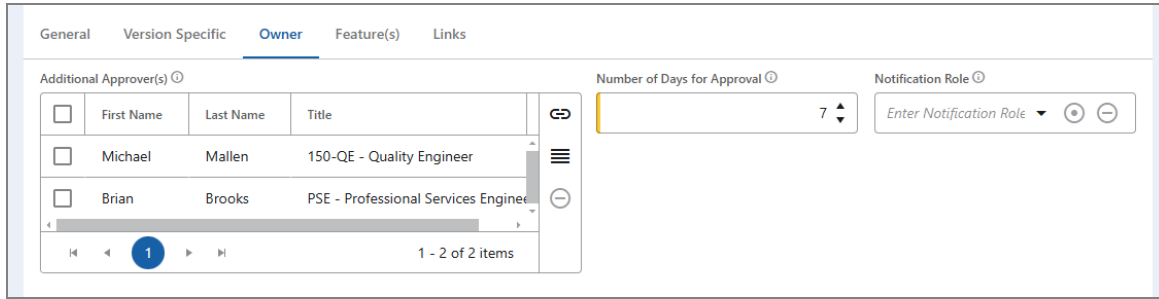 General Version Specific Owner Feature(s) Links
Additional Approver(s) Number of Days for Approval Notification Role
First Name Last Name Title
7
Enter Notification Role
Michael Mallen 150-QE - Quality Engineer
Brian Brooks PSE - Professional Services Enginee
1
1 - 2 of 2 items